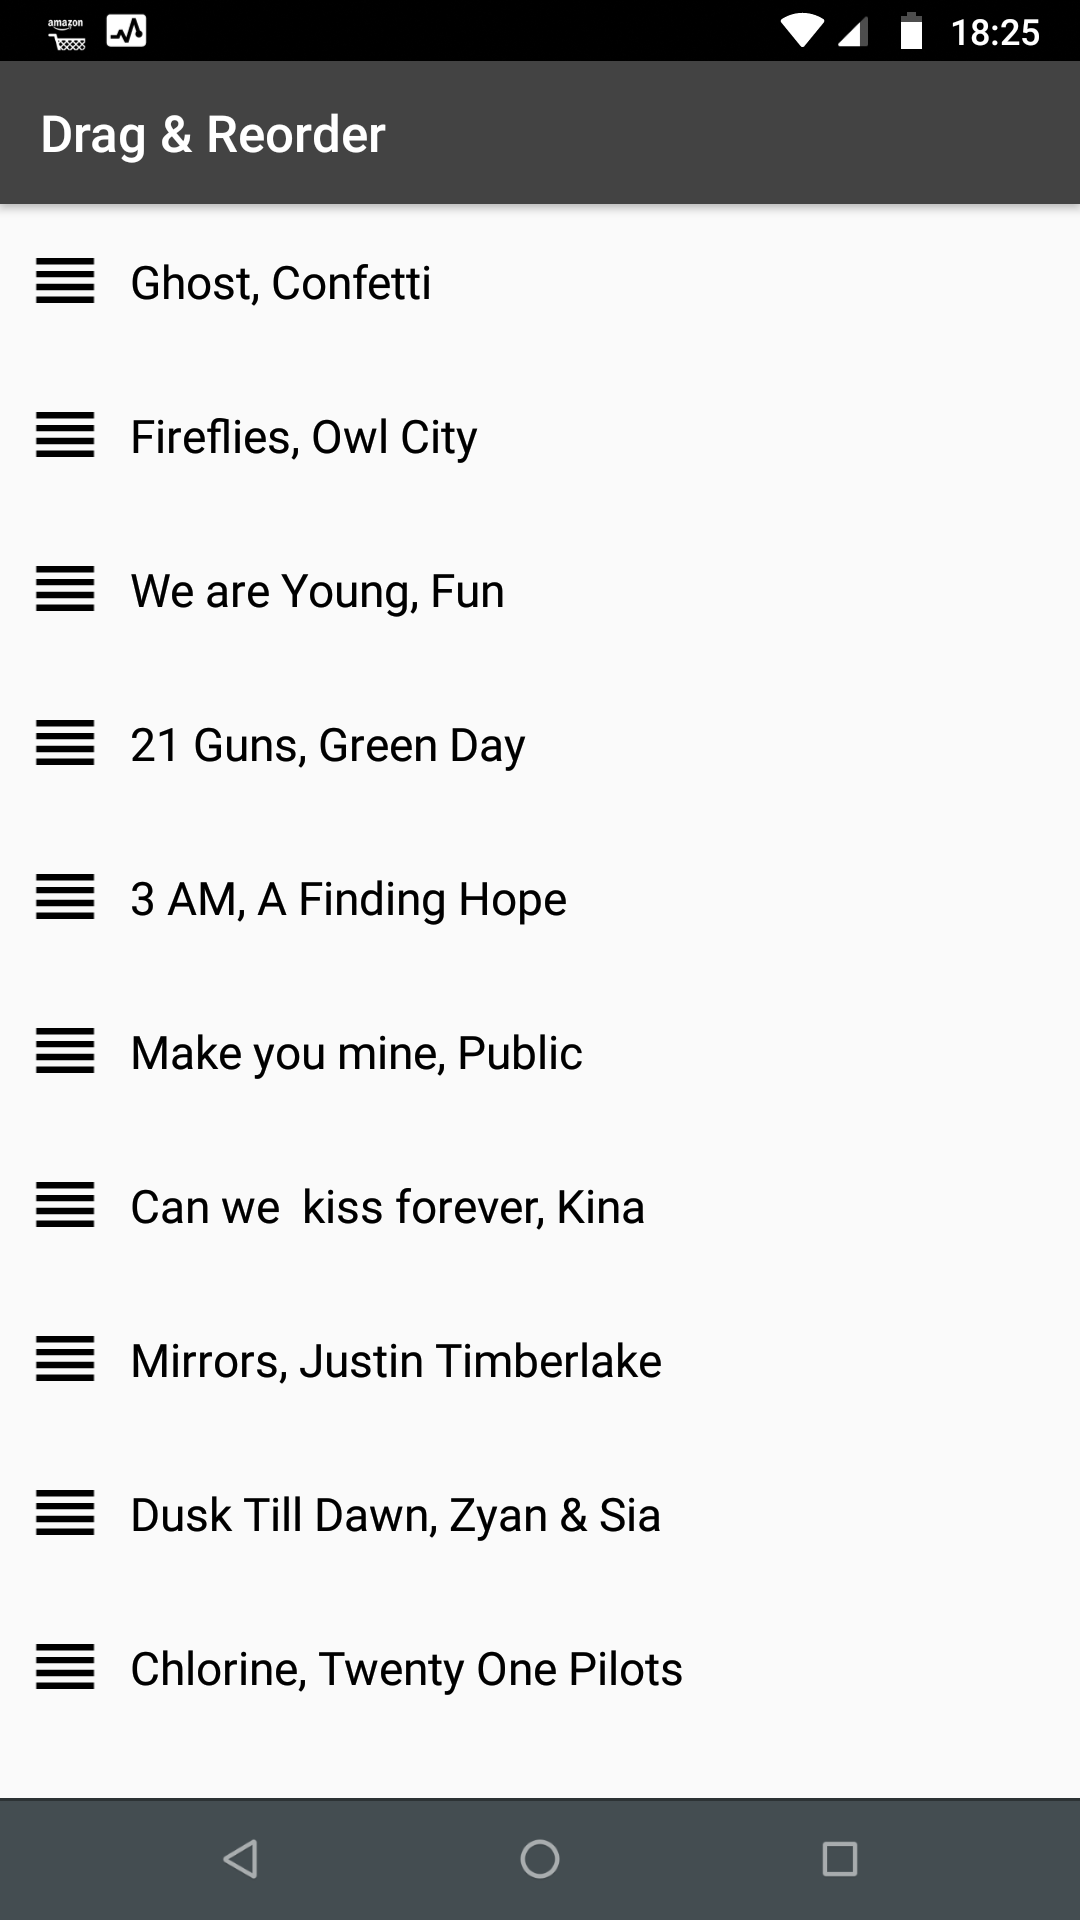 amazon
18:25
Drag & Reorder
Ghost, Confetti
Fireflies, Owl City
We are Young, Fun
21 Guns, Green Day
3 AM, A Finding Hope
Make you mine, Public
Can we  kiss forever, Kina
Mirrors, Justin Timberlake
Dusk Till Dawn, Zyan & Sia
Chlorine, Twenty One Pilots